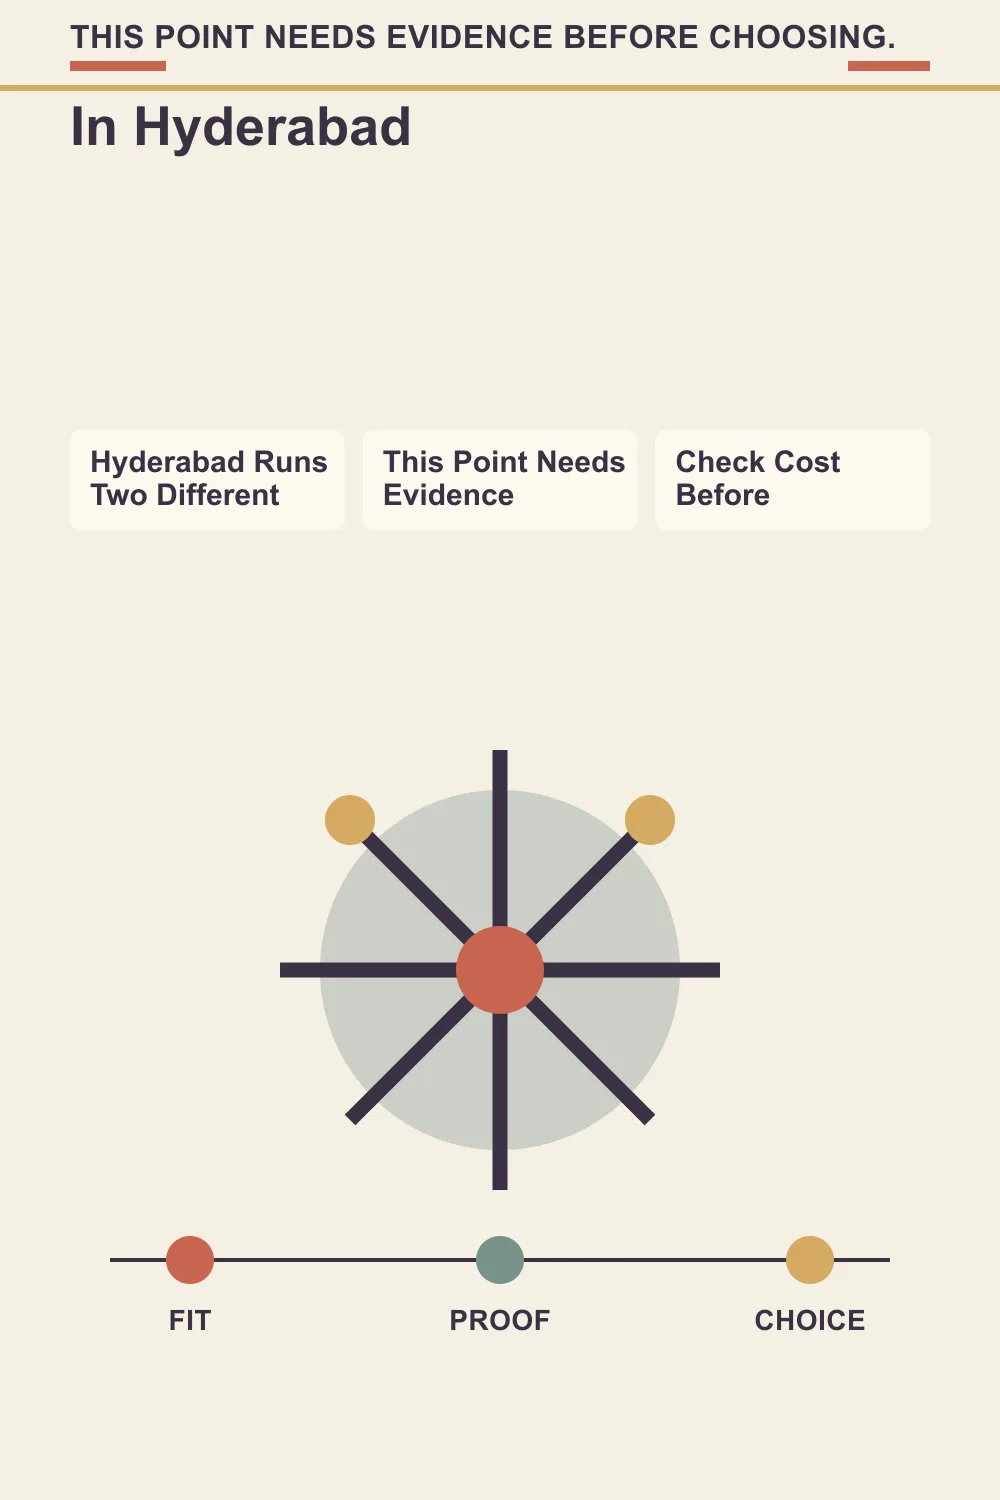 THIS POINT NEEDS EVIDENCE BEFORE CHOOSING.
In Hyderabad
Hyderabad Runs
Two Different
This Point Needs
Evidence
Check Cost
Before
FIT
PROOF
CHOICE